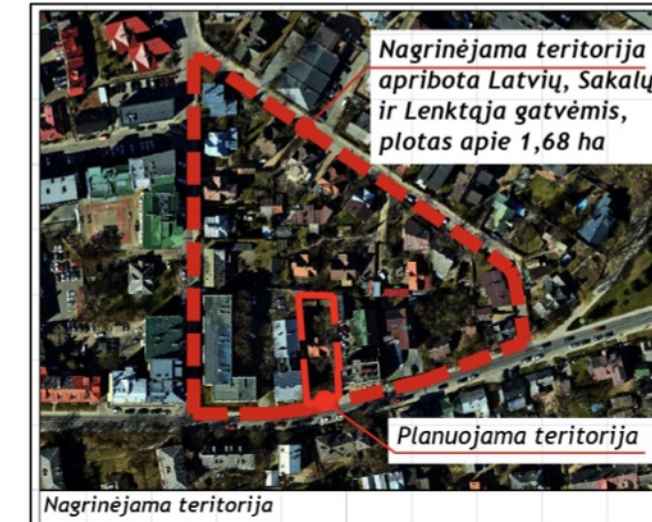 Nagrinėjama teritorija
apribota Latvių, Sakalų
ir Lenktąja gatvėmis,
plotas apie 1,68 ha
Planuojama teritorija
Nagrinėjama teritorija